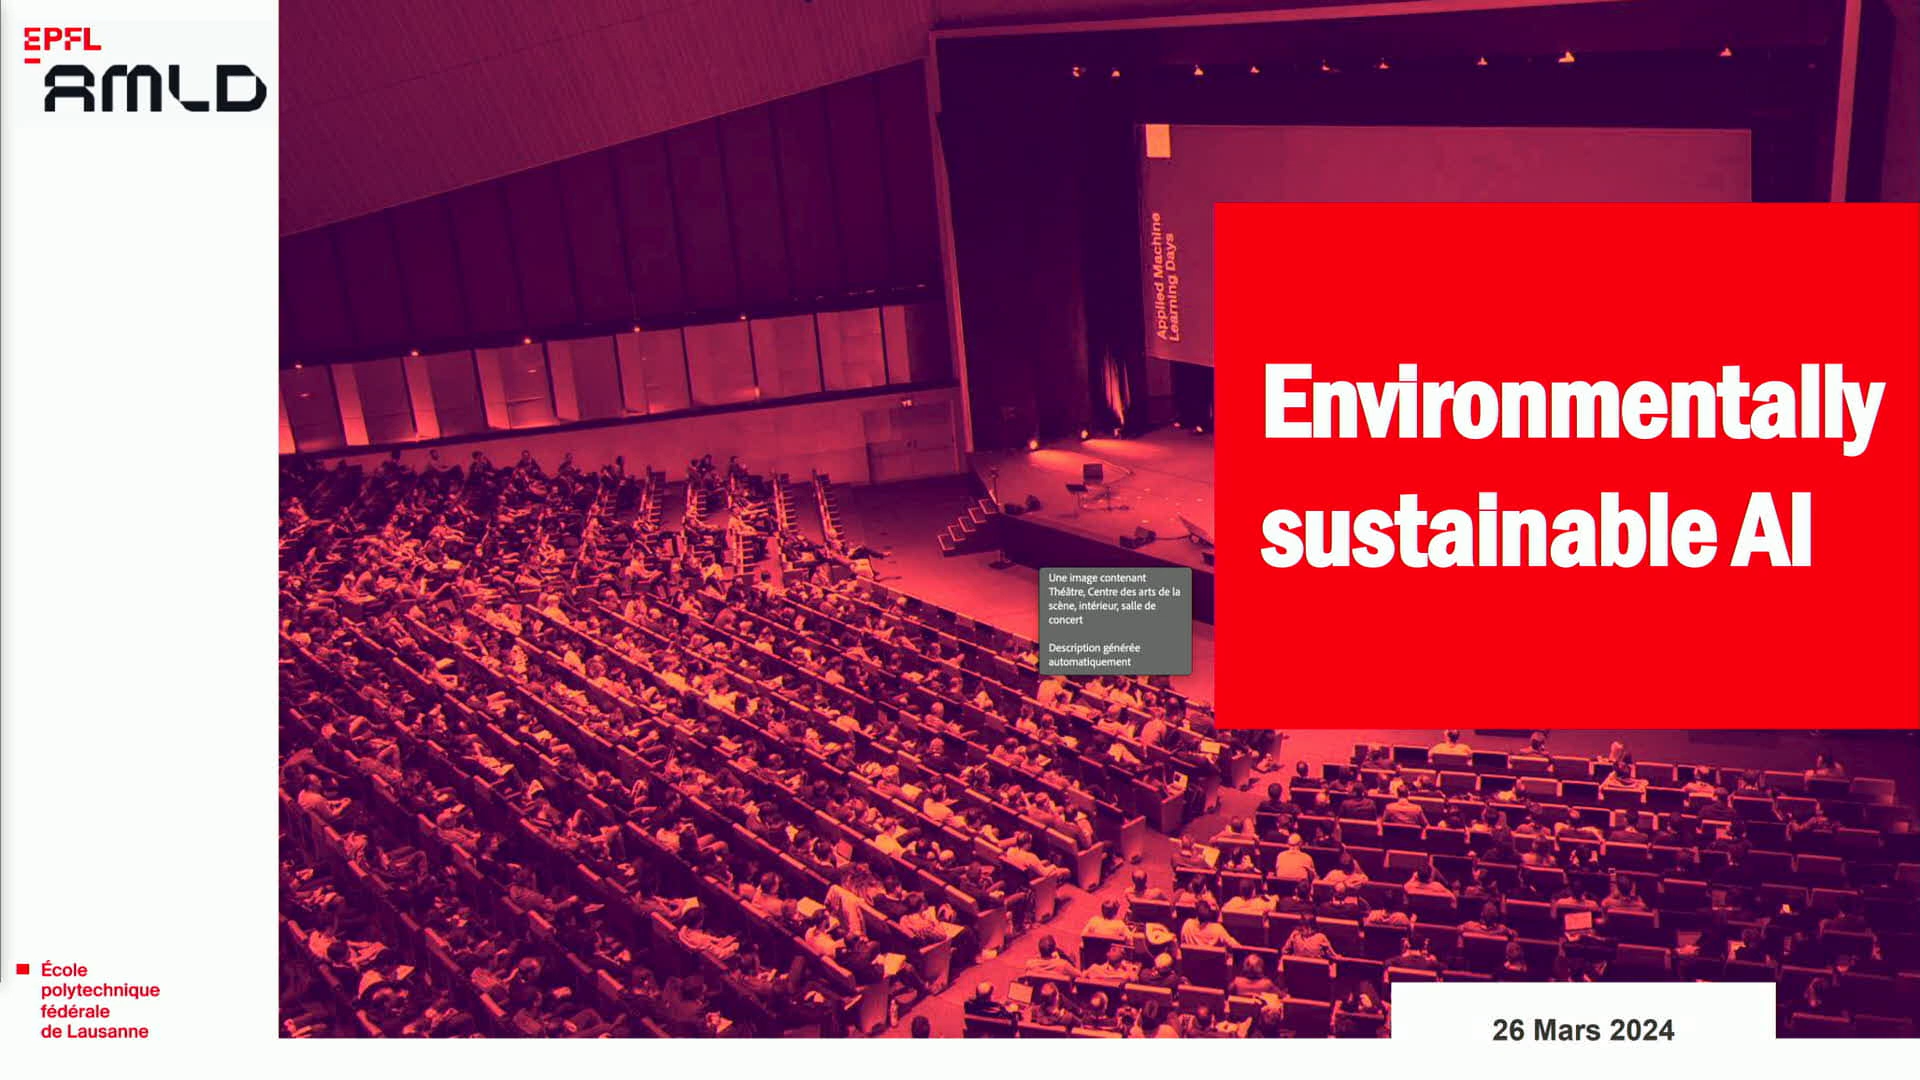 EPFL
AMLD
Applied Machine
Learning Days
Environmentally
sustainable AI
Une image contenant
Théâtre, Centre des arts de la
scène, intérieur, salle de
concert
Description générée
automatiquement
École
polytechnique
fédérale
de Lausanne
26 Mars 2024